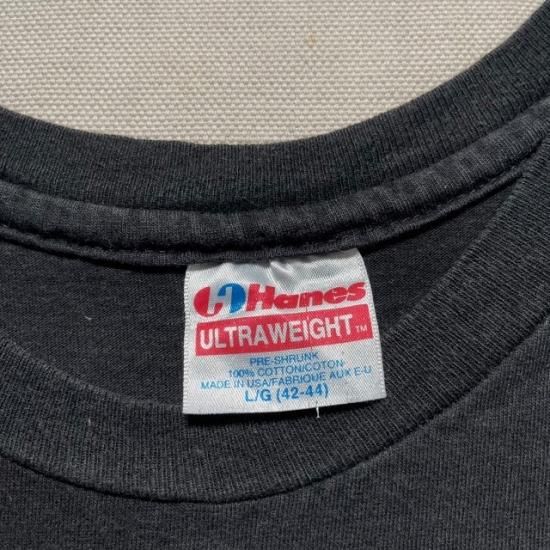 Hanes
ULTRAWEIGHT™
PRE-SHRUNK
100% COTTON/COTON
MADE IN USA/FABRIQUE AUX E-U
L/G (42-44)